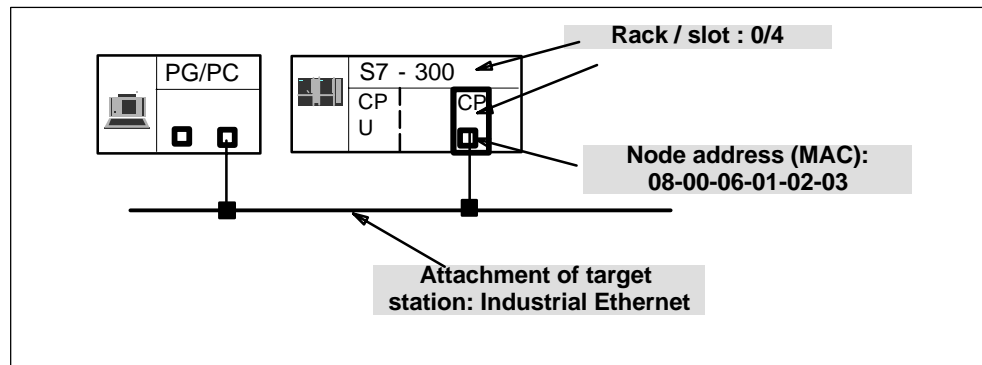 Rack / slot : 0/4
PG/PC
S7 - 300
CP
U
CP
Node address (MAC):
08-00-06-01-02-03
Attachment of target
station: Industrial Ethernet